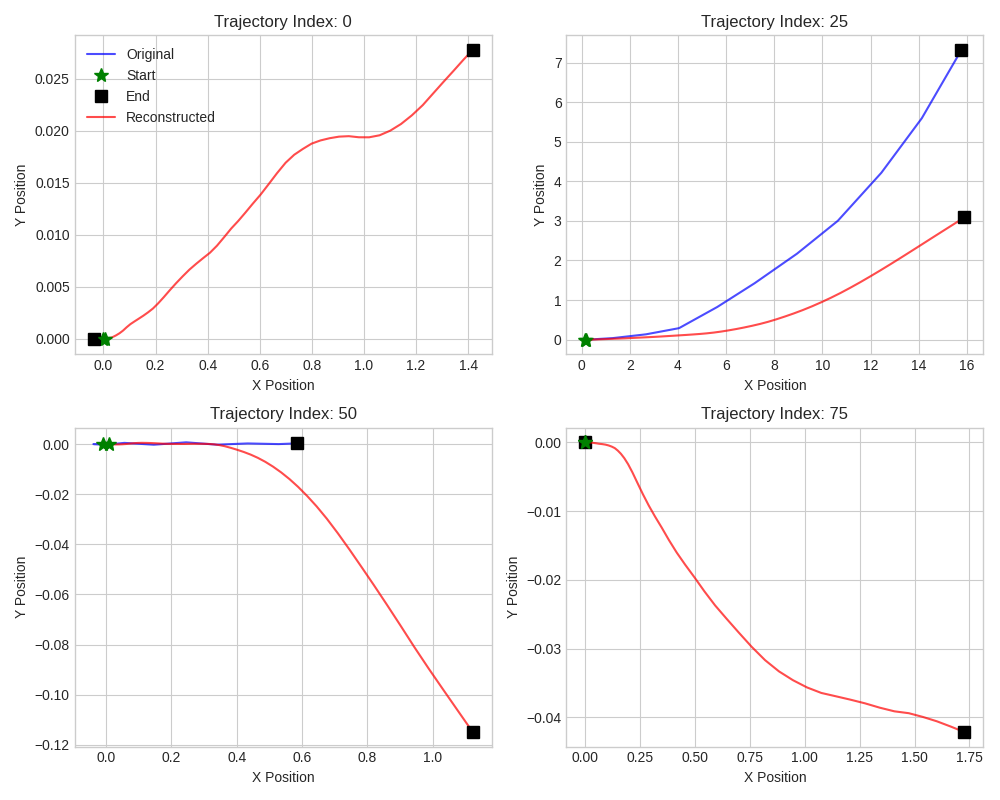 Trajectory Index: 0
Original
Start
End
Reconstructed
0.025
0.020
0.015
0.010
0.005
0.000
Y Position
0.0 0.2 0.4 0.6 0.8 1.0 1.2 1.4
X Position
Trajectory Index: 25
7
6
5
4
3
2
1
0
Y Position
0 2 4 6 8 10 12 14 16
X Position
Trajectory Index: 50
0.00
−0.02
−0.04
−0.06
−0.08
−0.10
−0.12
Y Position
0.0 0.2 0.4 0.6 0.8 1.0
X Position
Trajectory Index: 75
0.00
−0.01
−0.02
−0.03
−0.04
Y Position
0.00 0.25 0.50 0.75 1.00 1.25 1.50 1.75
X Position